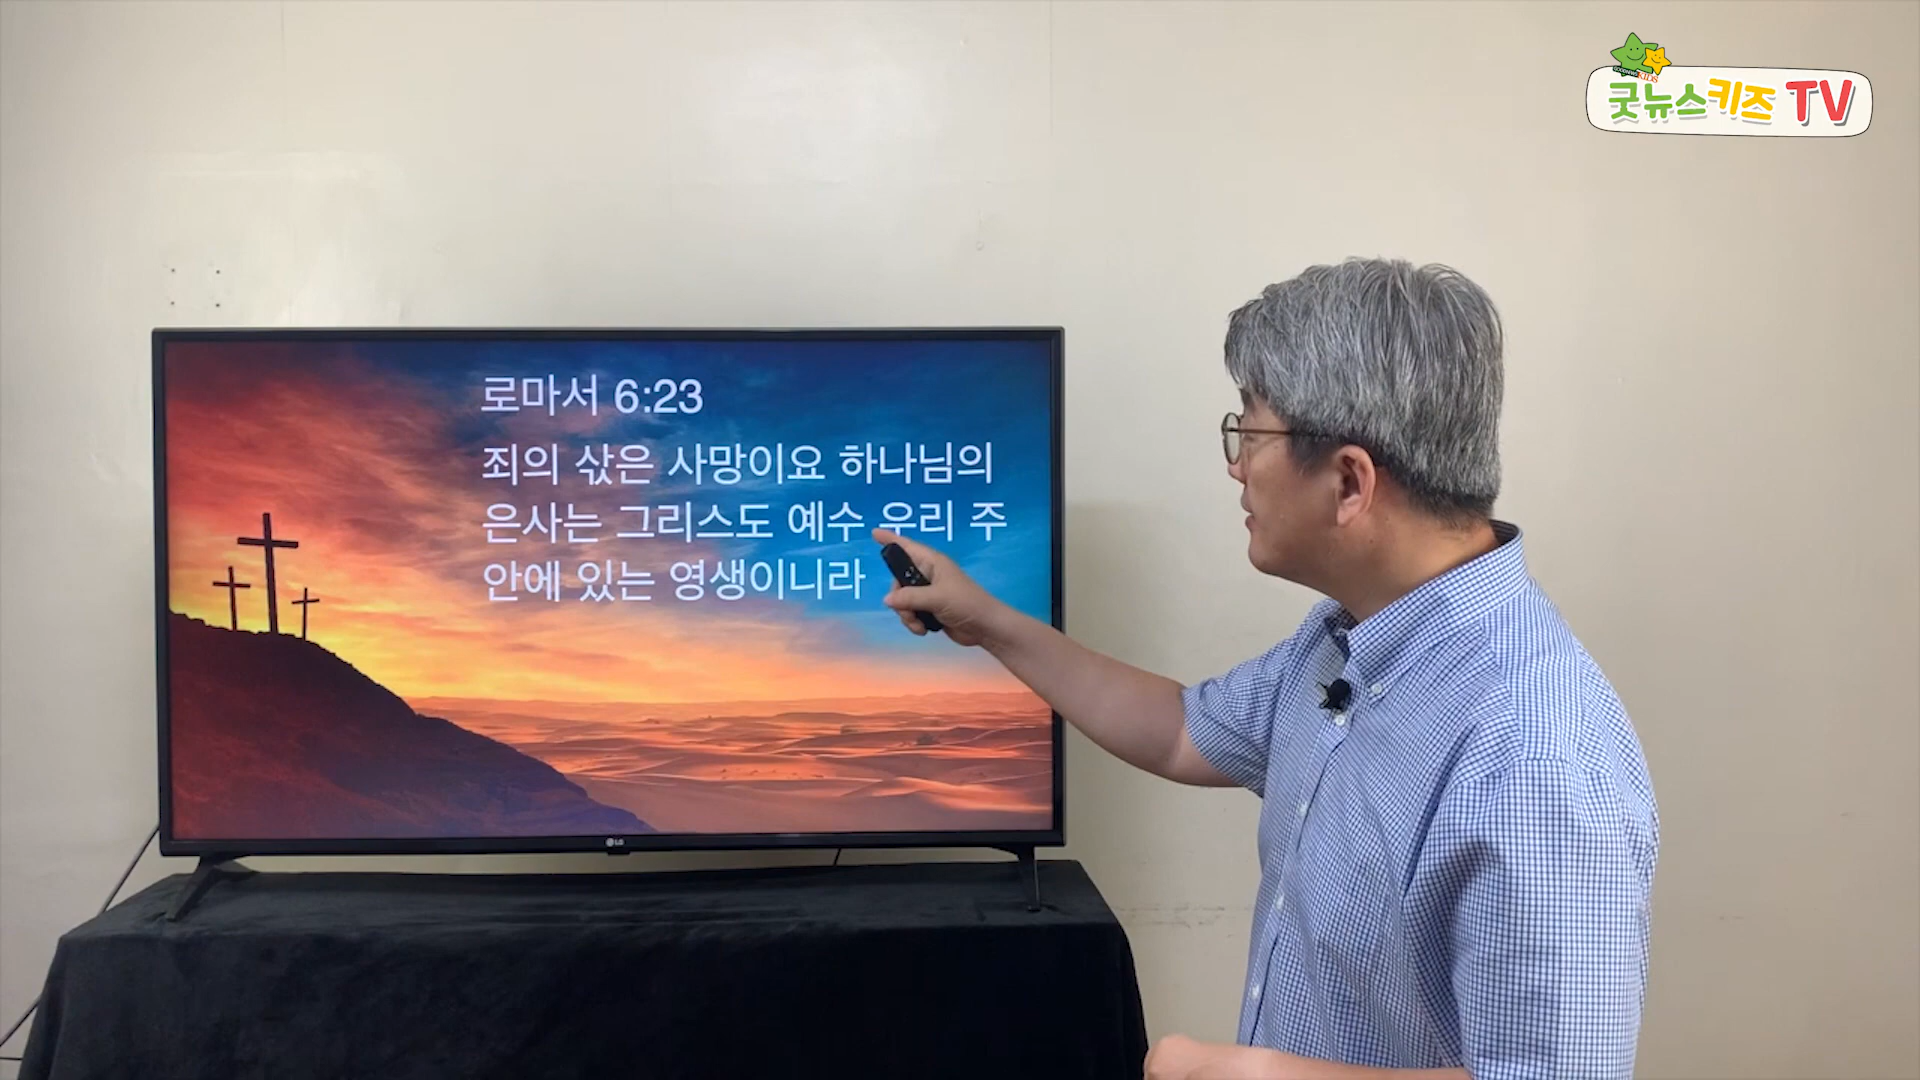 굿뉴스키즈 TV
로마서 6:23
죄의 삯은 사망이요 하나님의
은사는 그리스도 예수 우리 주
안에 있는 영생이니라
LG